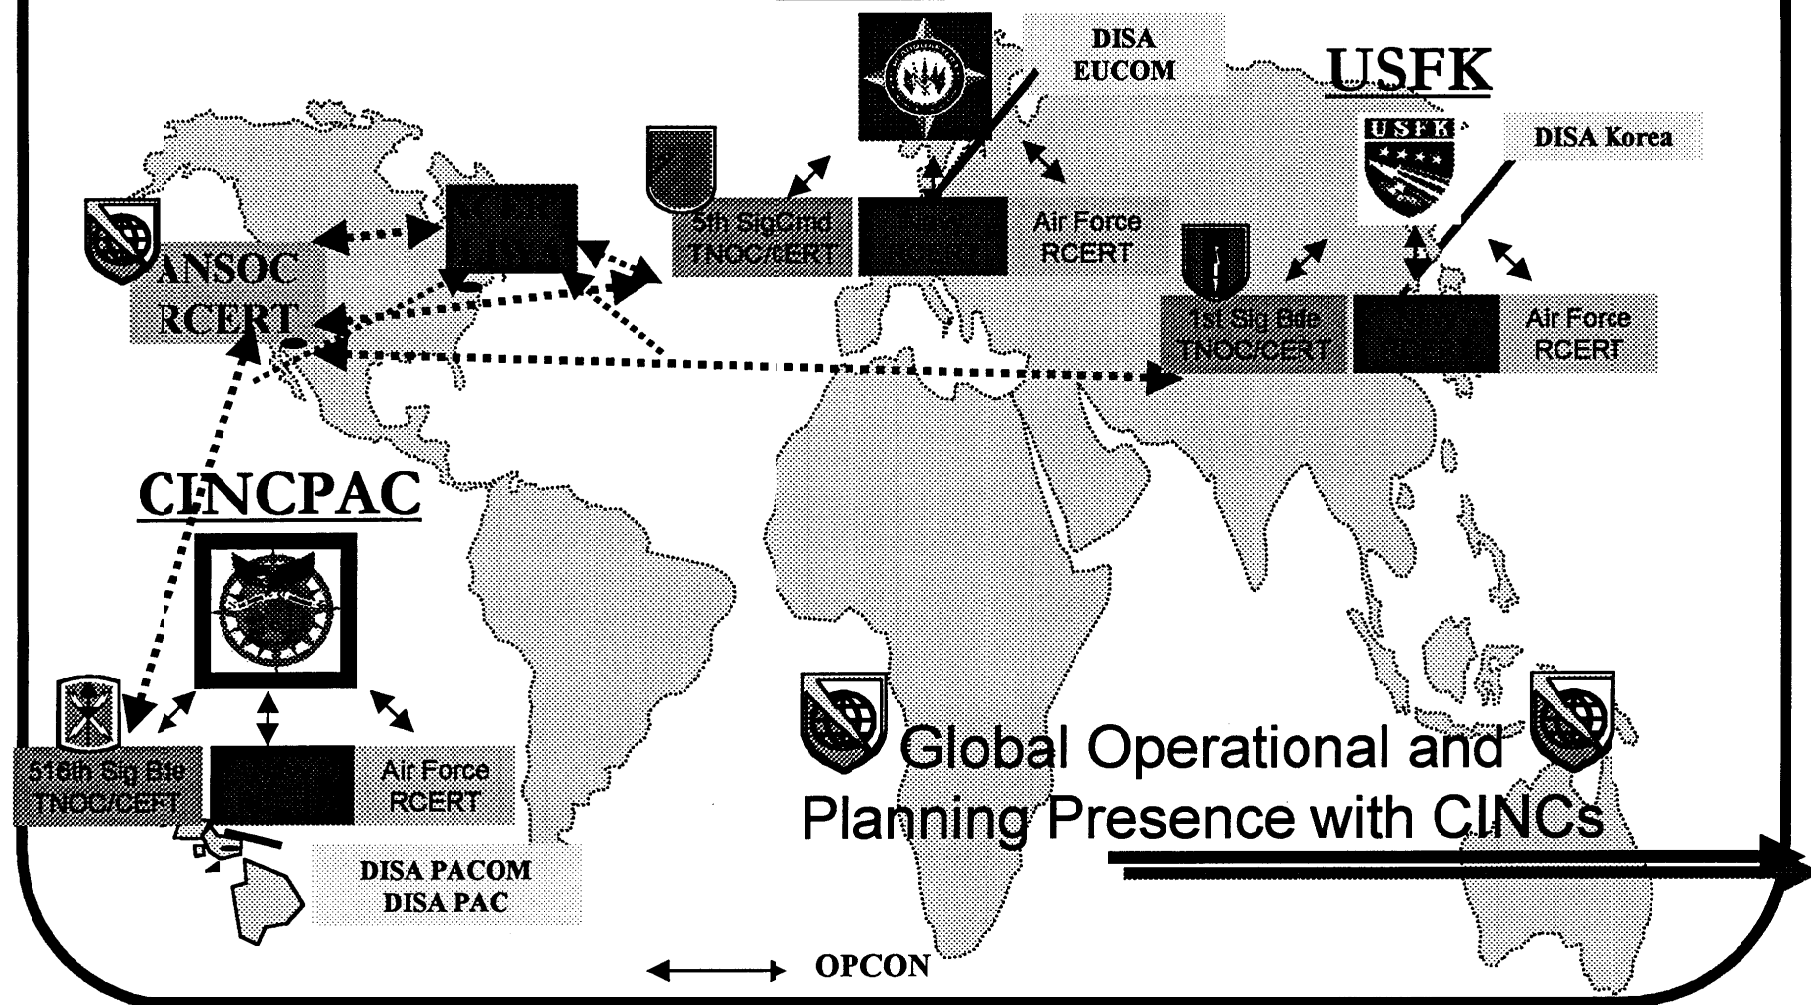 DISA
EUCOM
USFK
USFK
DISA Korea
5th SigCmd
TNOC/CERT
Air Force
RCERT
ANSOC
RCERT
1st Sig Bde
TNOC/CERT
Air Force
RCERT
CINCPAC
516th Sig Bde
TNOC/CERT
Air Force
RCERT
Global Operational and
Planning Presence with CINCs
DISA PACOM
DISA PAC
OPCON